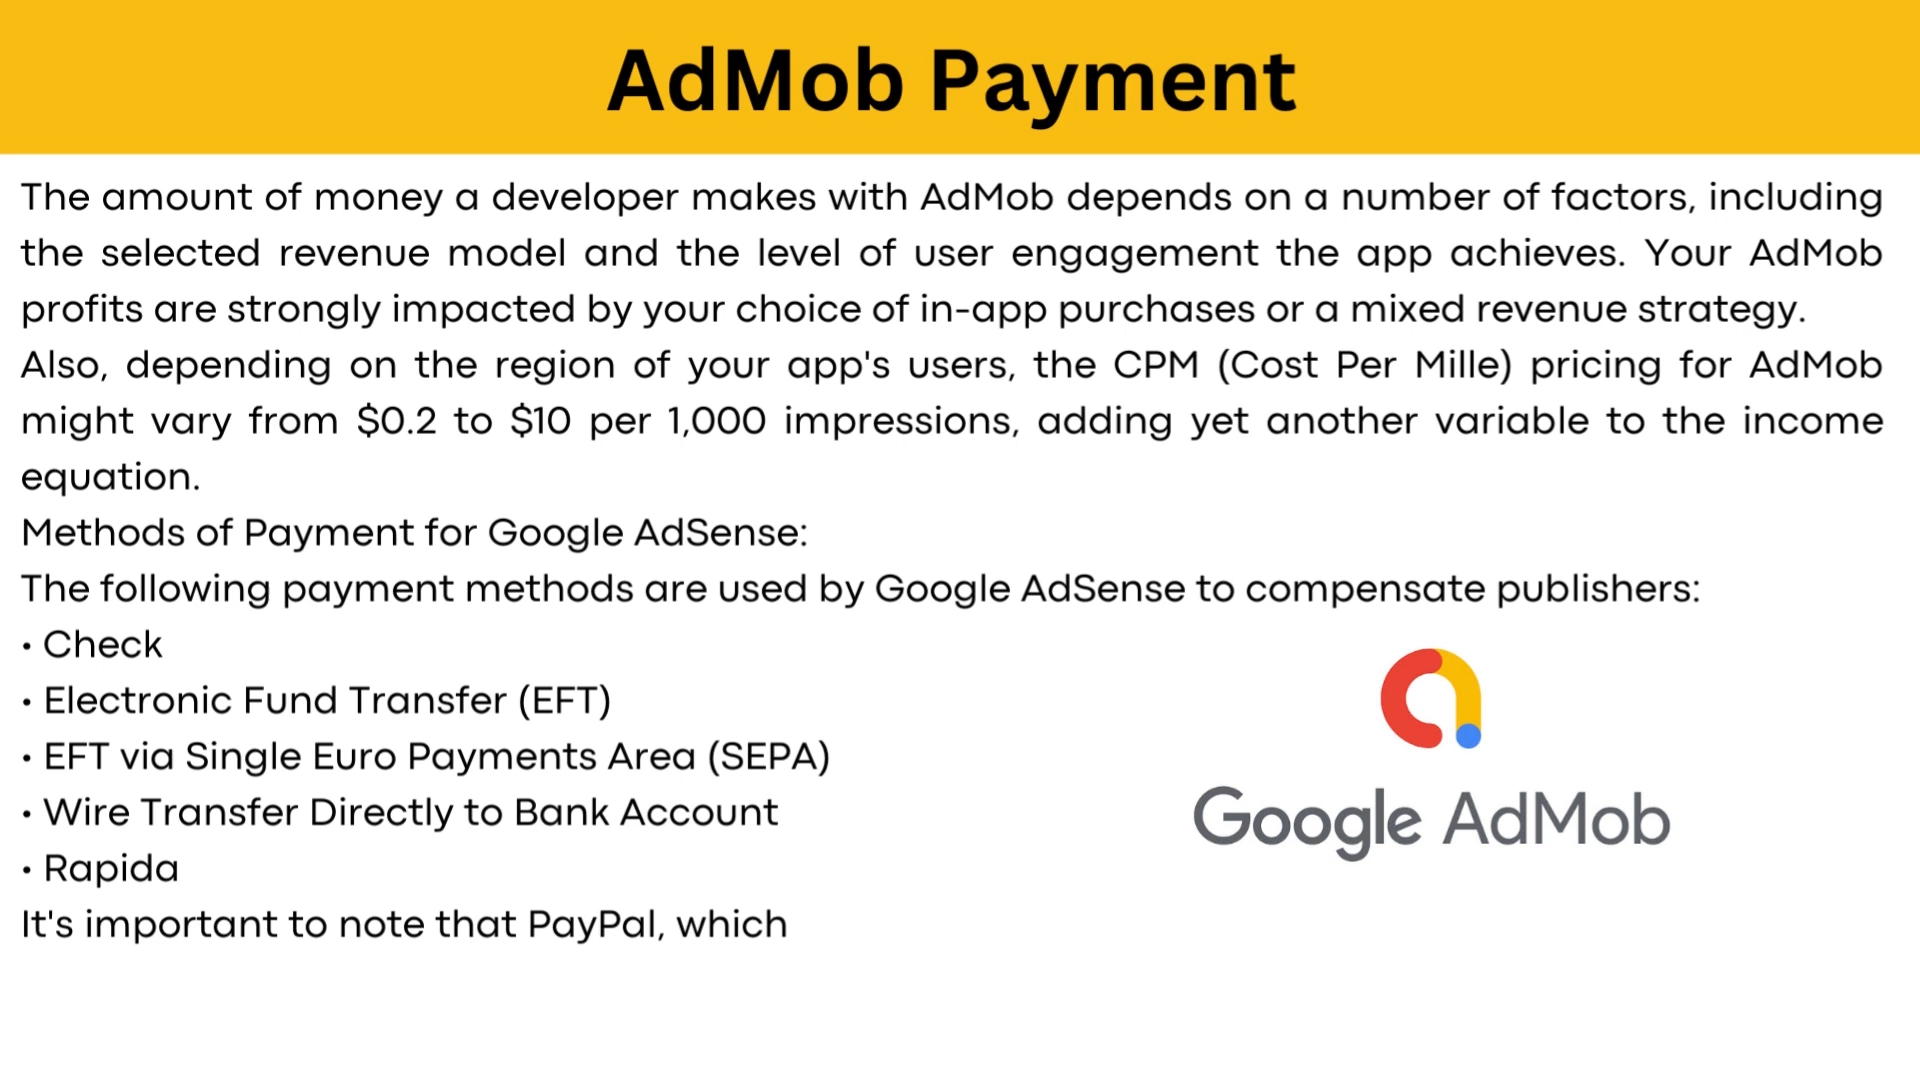 AdMob Payment
The amount of money a developer makes with AdMob depends on a number of factors, including
the selected revenue model and the level of user engagement the app achieves. Your AdMob
profits are strongly impacted by your choice of in-app purchases or a mixed revenue strategy.
Also, depending on the region of your app's users, the CPM (Cost Per Mille) pricing for AdMob
might vary from $0.2 to $10 per 1,000 impressions, adding yet another variable to the income
equation.
Methods of Payment for Google AdSense:
The following payment methods are used by Google AdSense to compensate publishers:
• Check
• Electronic Fund Transfer (EFT)
• EFT via Single Euro Payments Area (SEPA)
• Wire Transfer Directly to Bank Account
• Rapida
It's important to note that PayPal, which
Google AdMob